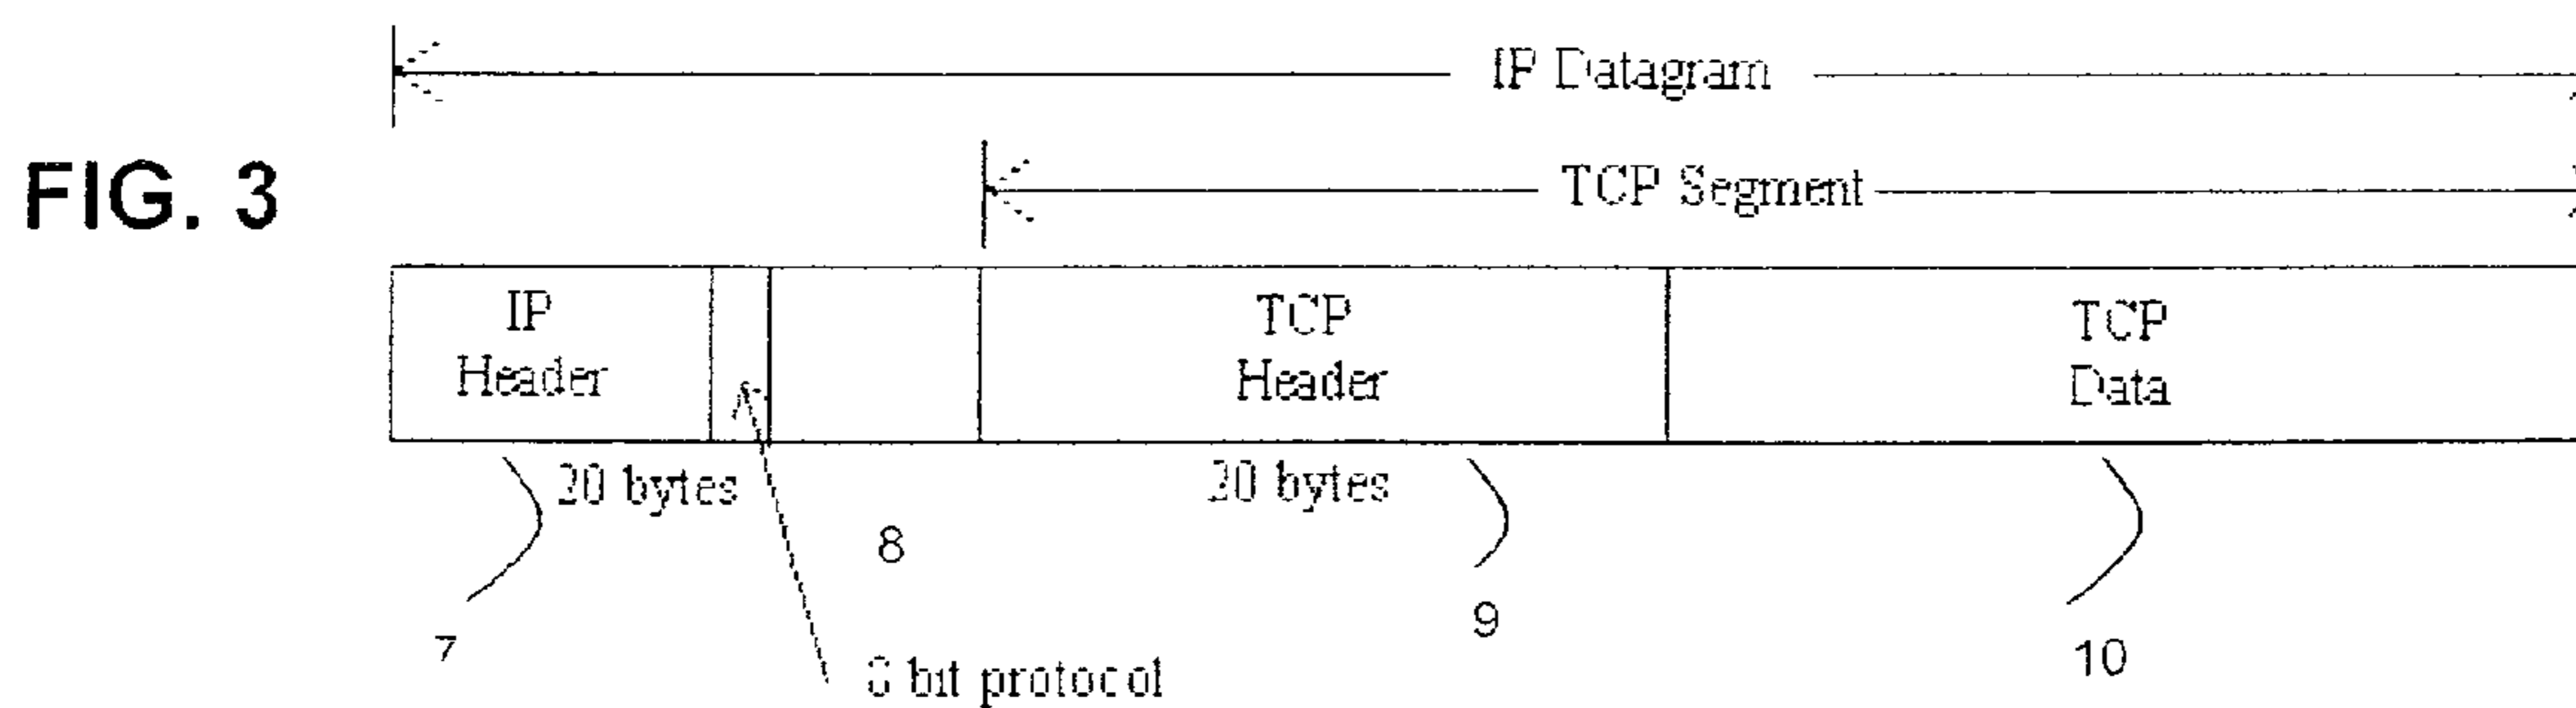 IP Datagram
FIG. 3
TCP Segment
IP
Header
TCP
Header
TCP
Data
20 bytes
20 bytes
8
7
9
10
8 bit protocol